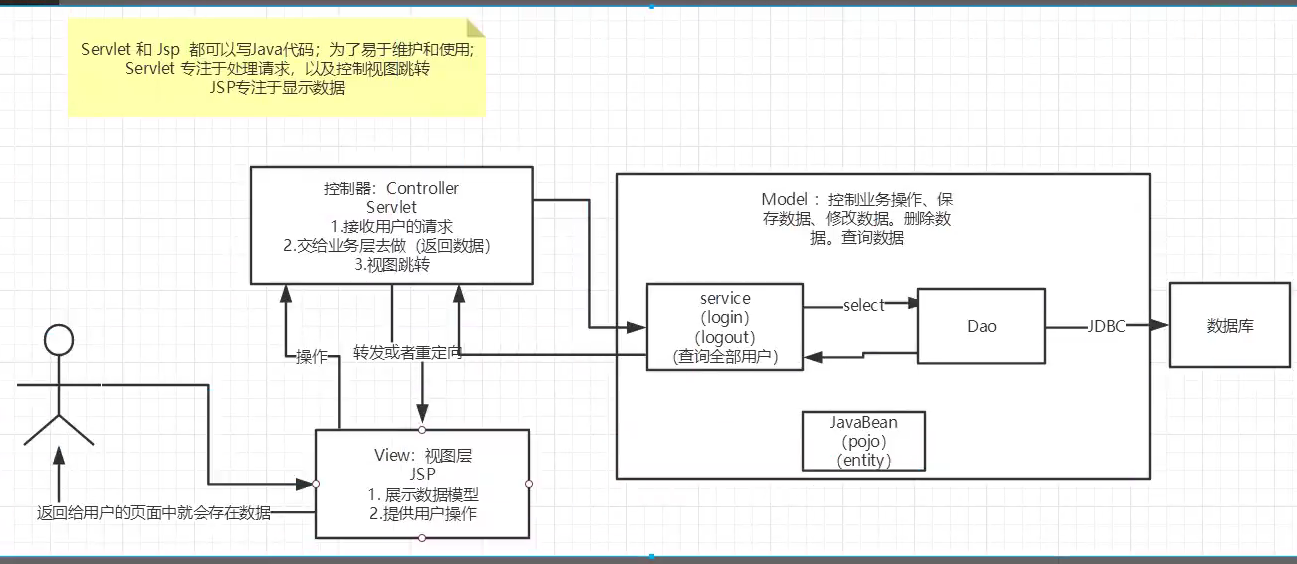 Servlet 和 Jsp 都可以写Java代码；为了易于维护和使用;
Servlet 专注于处理请求，以及控制视图跳转
JSP专注于显示数据
控制器：Controller
Servlet
1.接收用户的请求
2.交给业务层去做（返回数据）
3.视图跳转
Model ：控制业务操作、保
存数据、修改数据。删除数
据。查询数据
service
（login）
（logout）
（查询全部用户）
select
Dao
JDBC
数据库
操作
转发或者重定向
JavaBean
（pojo）
（entity）
View：视图层
JSP
1. 展示数据模型
2.提供用户操作
返回给用户的页面中就会存在数据